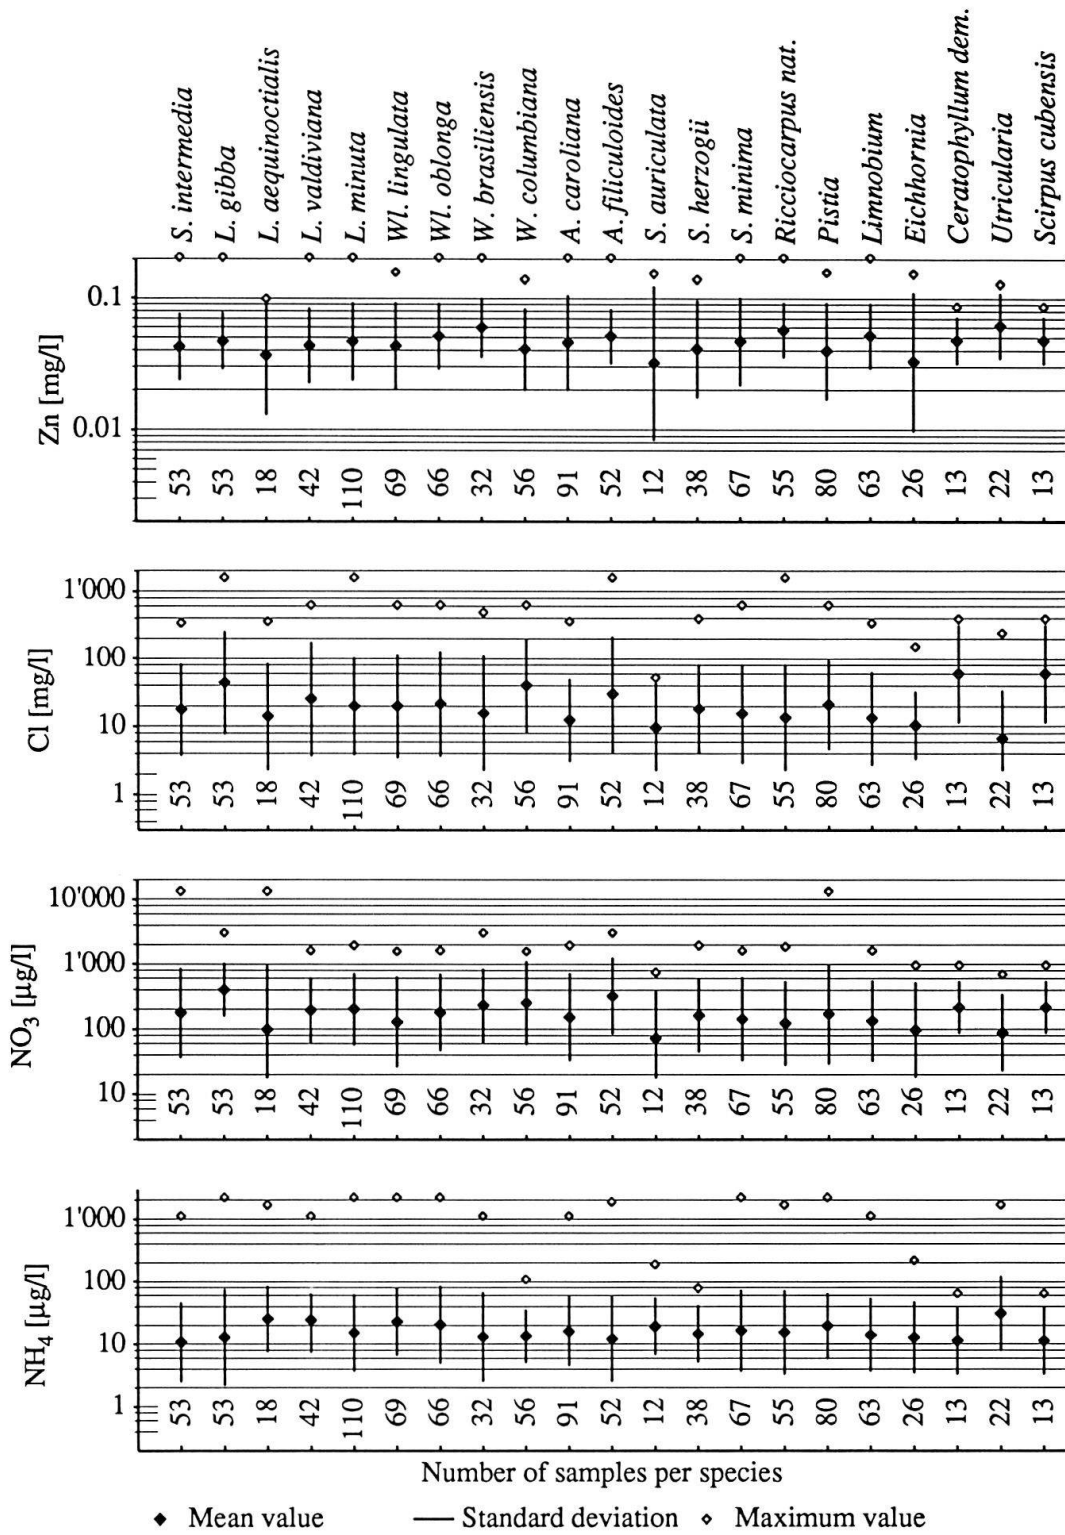 S. intermedia
L. gibba
L. aequinoctialis
L. valdiviana
L. minuta
Wl. lingulata
Wl. oblonga
W. brasiliensis
W. columbiana
A. caroliana
A. filiculoides
S. auriculata
S. herzogii
S. minima
Ricciocarpus nat.
Pistia
Limnobium
Eichhornia
Ceratophyllum dem.
Utricularia
Scirpus cubensis
Zn [mg/l]
0.1
0.01
53 53 18 42 110 69 66 32 56 91 52 12 38 67 55 80 63 26 13 22 13
Cl [mg/l]
1'000
100
10
1
53 53 18 42 110 69 66 32 56 91 52 12 38 67 55 80 63 26 13 22 13
NO3 [µg/l]
10'000
1'000
100
10
53 53 18 42 110 69 66 32 56 91 52 12 38 67 55 80 63 26 13 22 13
NH4 [µg/l]
1'000
100
10
1
53 53 18 42 110 69 66 32 56 91 52 12 38 67 55 80 63 26 13 22 13
Number of samples per species
Mean value Standard deviation Maximum value